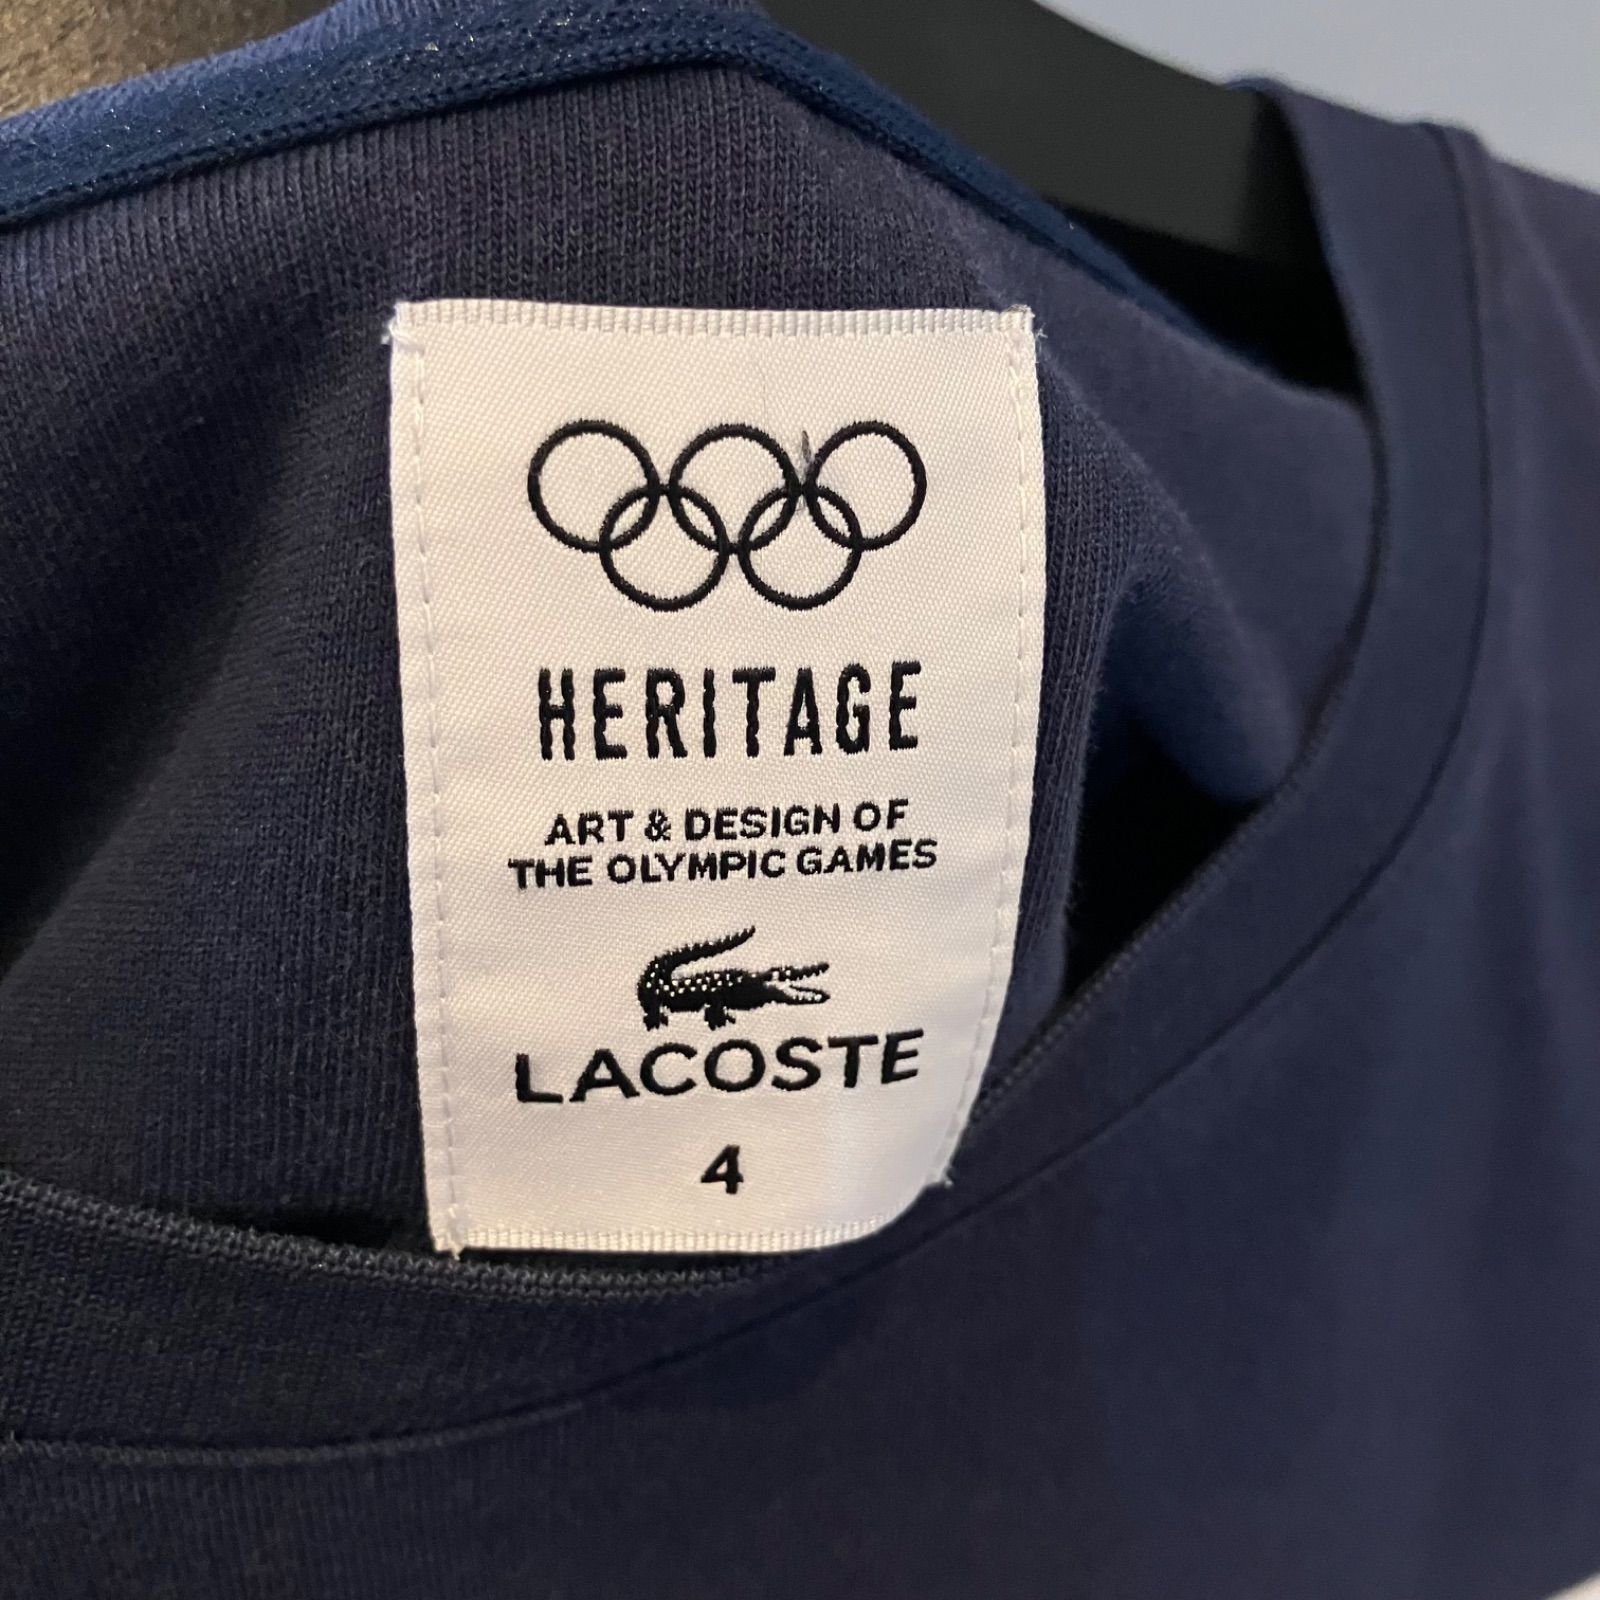 HERITAGE
ART & DESIGN OF
THE OLYMPIC GAMES
LACOSTE
4